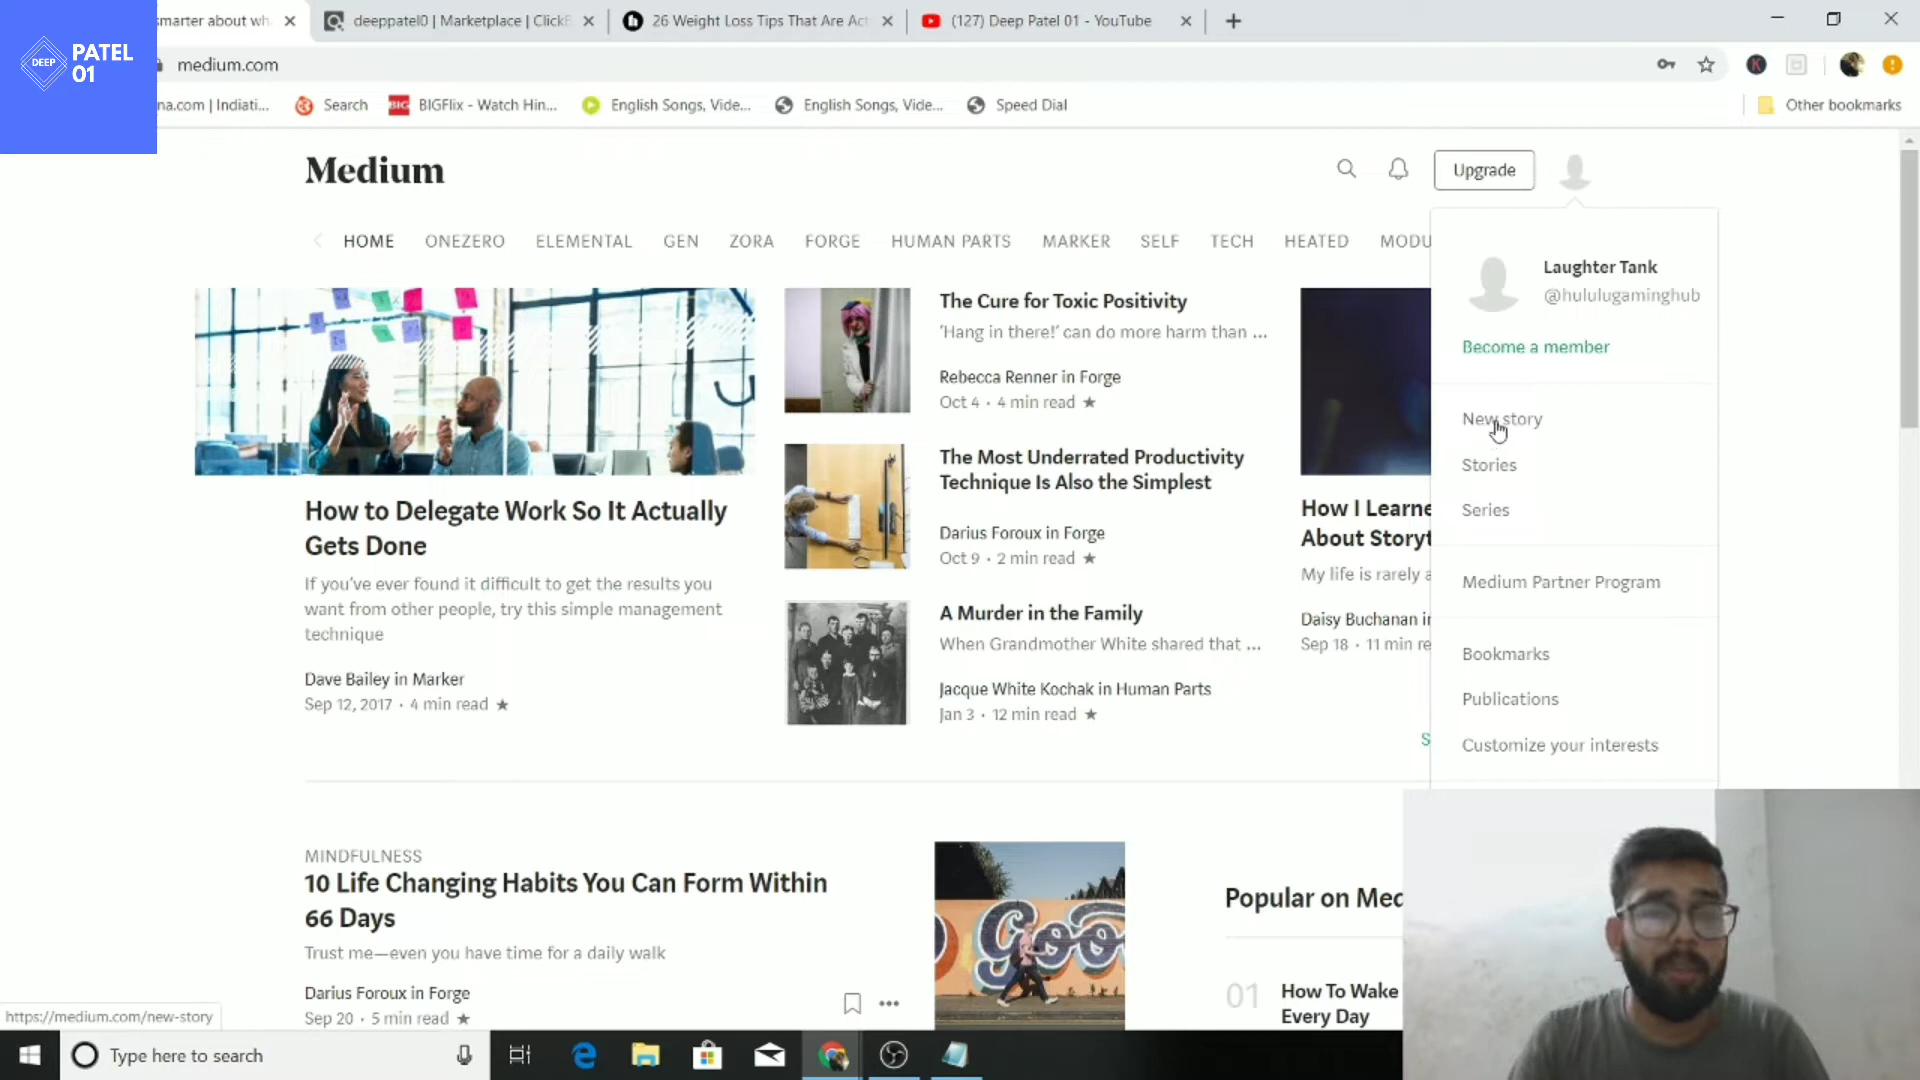 smarter about wh
deeppatel0 | Marketplace | Click
26 Weight Loss Tips That Are Ac
(127) Deep Patel 01 - YouTube
DEEP
PATEL
01
medium.com
na.com | Indiati...
Search
BIG
BIGFlix - Watch Hin...
English Songs, Vide...
English Songs, Vide...
Speed Dial
Other bookmarks
Medium
Upgrade
HOME
ONEZERO
ELEMENTAL
GEN
ZORA
FORGE
HUMAN PARTS
MARKER
SELF
TECH
HEATED
MODU
Laughter Tank
@hululugaminghub
Become a member
New story
Stories
Series
Medium Partner Program
Bookmarks
Publications
Customize your interests
How to Delegate Work So It Actually
Gets Done
If you've ever found it difficult to get the results you
want from other people, try this simple management
technique
Dave Bailey in Marker
Sep 12, 2017 · 4 min read ★
The Cure for Toxic Positivity
'Hang in there!' can do more harm than ...
Rebecca Renner in Forge
Oct 4 · 4 min read ★
The Most Underrated Productivity
Technique Is Also the Simplest
Darius Foroux in Forge
Oct 9 · 2 min read ★
A Murder in the Family
When Grandmother White shared that ...
Jacque White Kochak in Human Parts
Jan 3 · 12 min read ★
How I Learne
About Storyt
My life is rarely a
Daisy Buchanan in
Sep 18 · 11 min re
S
MINDFULNESS
10 Life Changing Habits You Can Form Within
66 Days
Trust me—even you have time for a daily walk
Darius Foroux in Forge
Sep 20 · 5 min read ★
Goo
Popular on Med
01
How To Wake
Every Day
https://medium.com/new-story
Type here to search